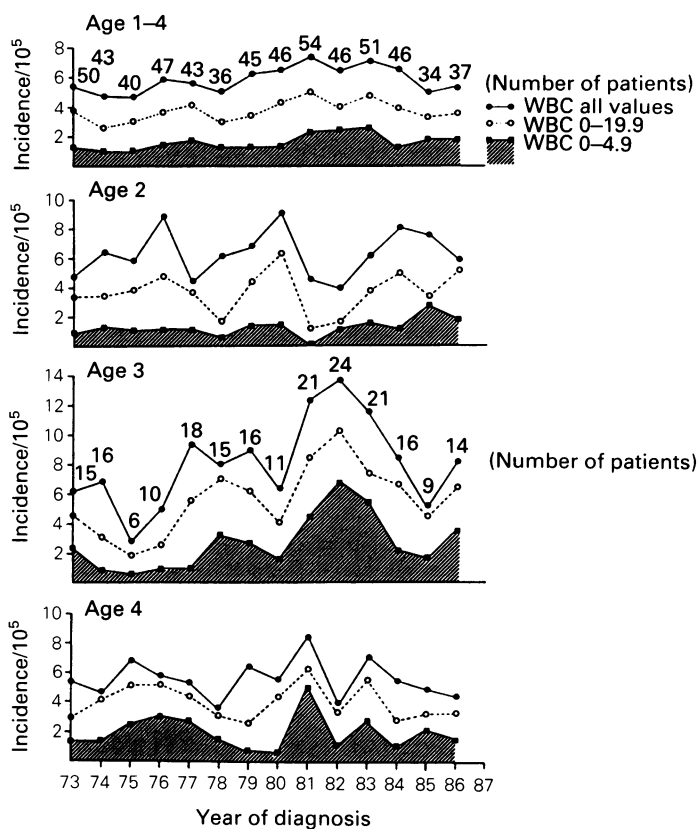 Age 1–4
Incidence/10⁵
8
6
4
2
50 43 40 47 43 36 45 46 54 46 51 46 34 37
(Number of patients)
WBC all values
WBC 0–19.9
WBC 0–4.9
Age 2
Incidence/10⁵
10
8
6
4
2
Age 3
Incidence/10⁵
14
12
10
8
6
4
2
15 16 6 10 18 15 16 11 21 24 21 16 9 14
(Number of patients)
Age 4
Incidence/10⁵
10
8
6
4
2
73 74 75 76 77 78 79 80 81 82 83 84 85 86 87
Year of diagnosis